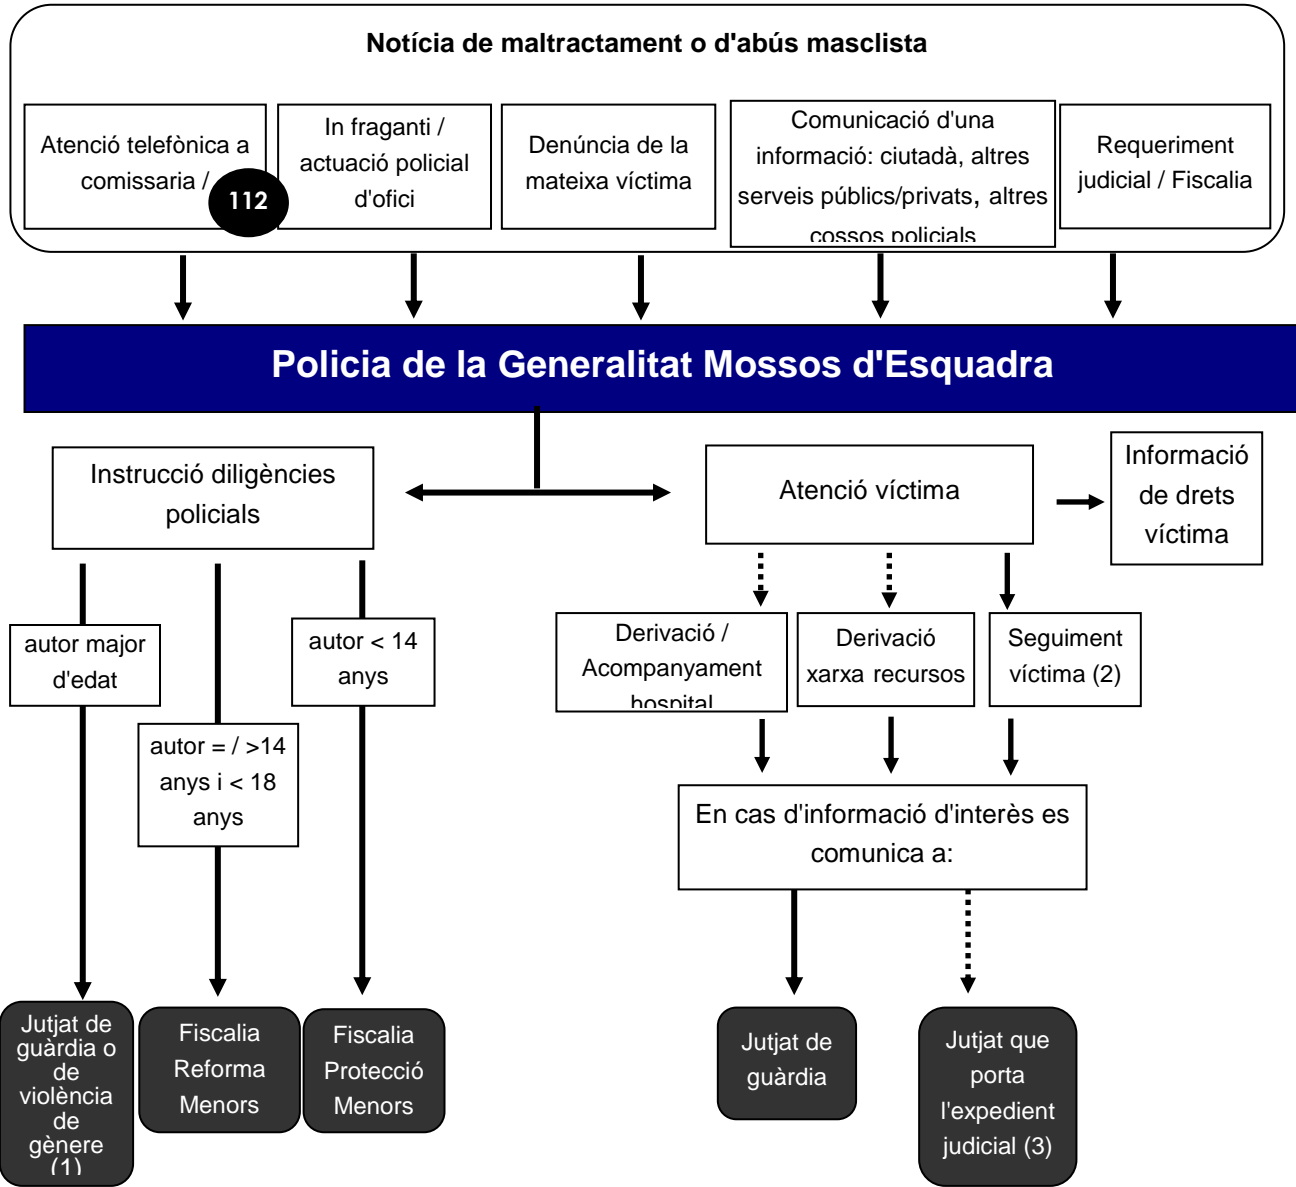 Notícia de maltractament o d'abús masclista
Atenció telefònica a
comissaria /
112
In fraganti /
actuació policial
d'ofici
Denúncia de la
mateixa víctima
Comunicació d'una
informació: ciutadà, altres
serveis públics/privats, altres
cossos policials
Requeriment
judicial / Fiscalia
Policia de la Generalitat Mossos d'Esquadra
Instrucció diligències
policials
Atenció víctima
Informació
de drets
víctima
autor major
d'edat
autor = / >14
anys i < 18
anys
autor < 14
anys
Derivació /
Acompanyament
hospital
Derivació
xarxa recursos
Seguiment
víctima (2)
En cas d'informació d'interès es
comunica a:
Jutjat de
guàrdia o
de
violència
de
gènere
(1)
Fiscalia
Reforma
Menors
Fiscalia
Protecció
Menors
Jutjat de
guàrdia
Jutjat que
porta
l'expedient
judicial (3)